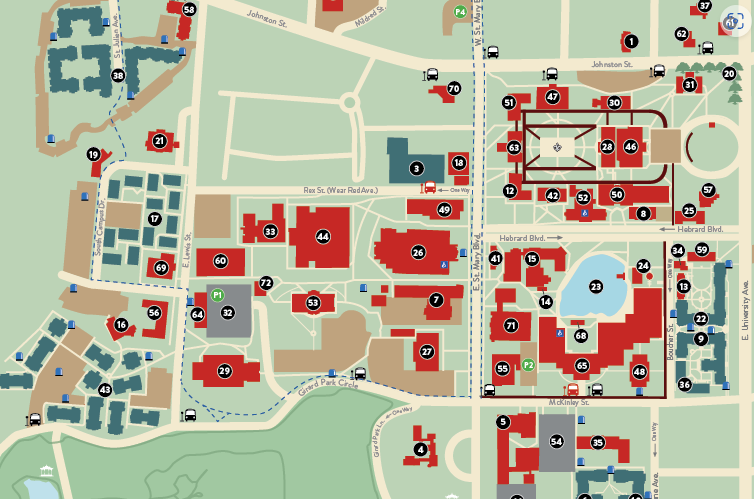 58
Johnston St.
Mildred St.
P4
W. St. Mary B
37
62
1
St. Julien Ave.
38
Johnston St.
20
31
70
47
51
30
21
19
3
18
63
28
46
Rex St. (Wear Red Ave.)
One Way
12
42
52
50
57
8
25
17
South Campus Dr.
E. Lewis St.
33
44
49
26
E. St. Mary Blvd.
Hebrard Blvd.
Hebrard Blvd.
69
60
72
41
15
34
59
24
13
One Way
23
14
P1
64
32
53
7
16
56
71
68
22
9
Boucher St.
E. University Ave.
27
29
55
P2
65
48
36
43
Girard Park Circle
McKinley St.
Girard Park Ln.
One Way
5
4
54
35
One Way